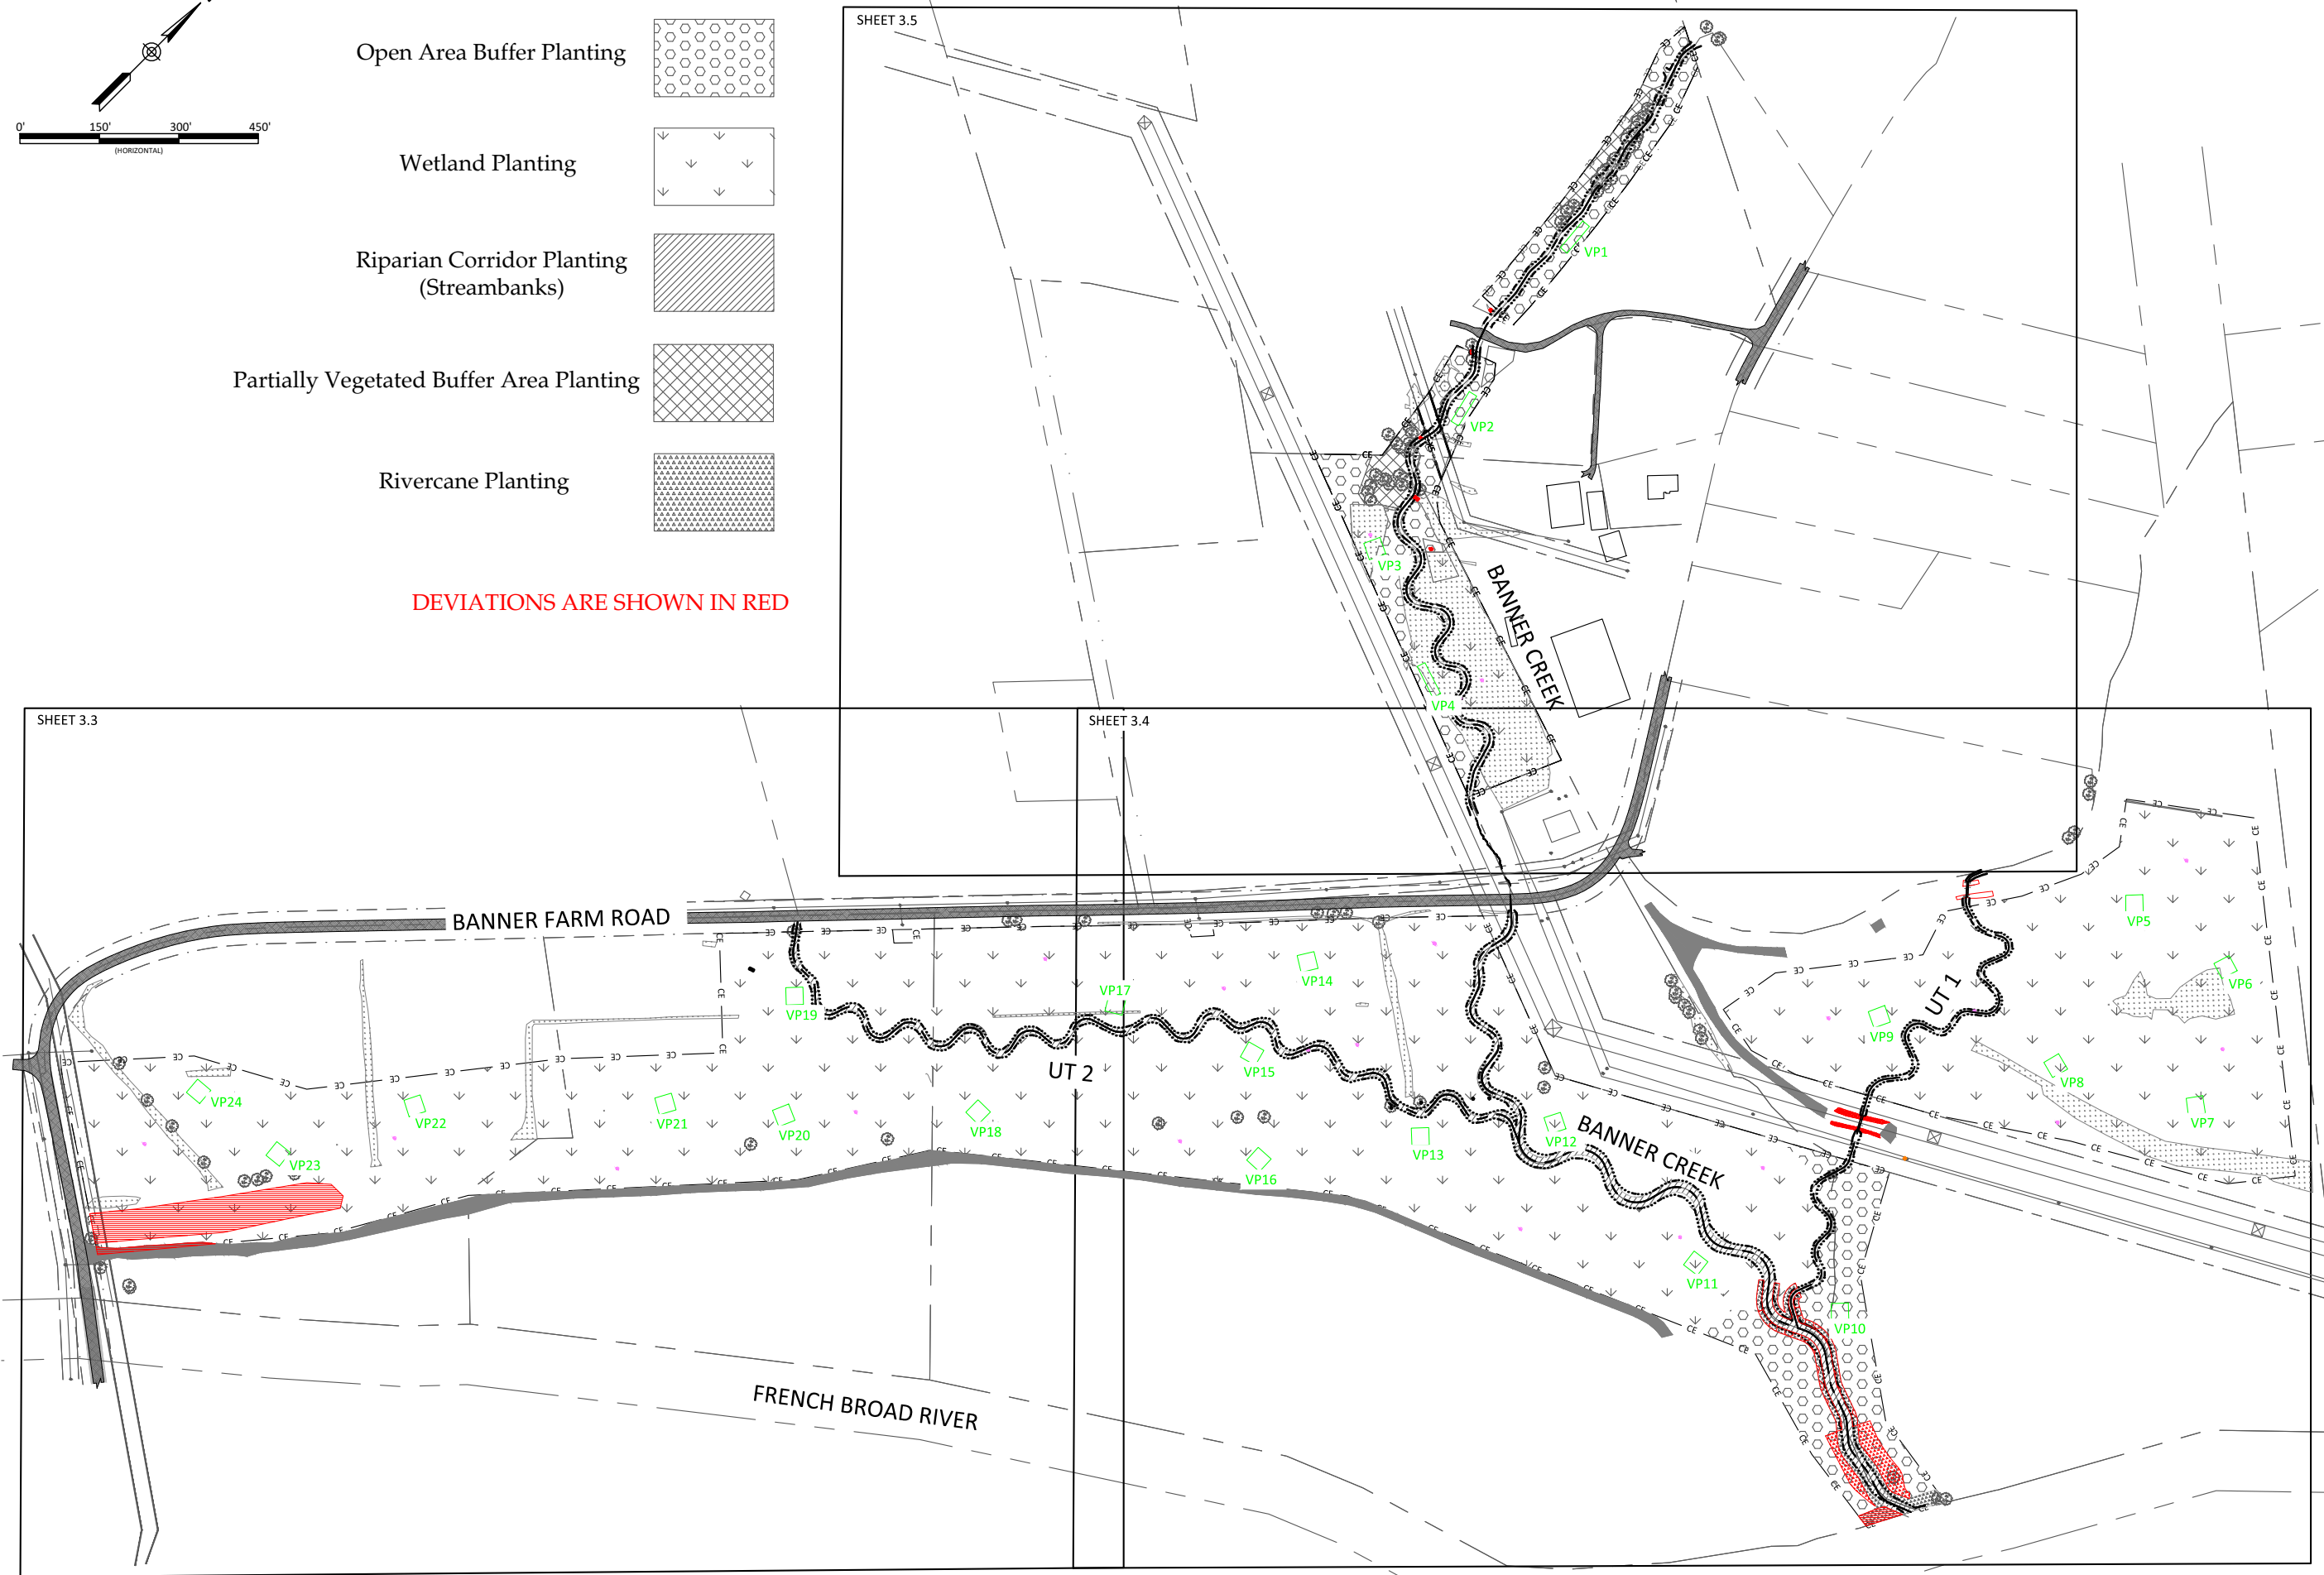 SHEET 3.5
Open Area Buffer Planting
0' 150' 300' 450'
(HORIZONTAL)
Wetland Planting
Riparian Corridor Planting
(Streambanks)
Partially Vegetated Buffer Area Planting
Rivercane Planting
DEVIATIONS ARE SHOWN IN RED
VP1
VP2
VP3
BANNER CREEK
VP4
SHEET 3.3
SHEET 3.4
BANNER FARM ROAD
VP5
VP6
VP14
VP17
VP19
UT 1
VP9
UT 2
VP15
VP8
VP24
VP22
VP21
VP20
VP18
VP12
VP7
VP13
BANNER CREEK
VP23
VP16
VP11
VP10
FRENCH BROAD RIVER
CE